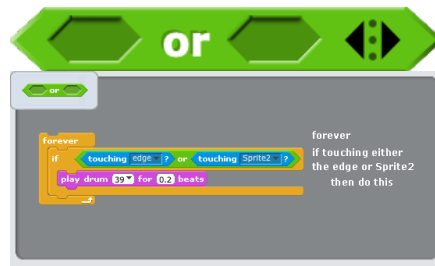 or
or
forever
if touching edge ? or touching Sprite2 ?
play drum 39 for 0.2 beats
forever
if touching either
the edge or Sprite2
then do this